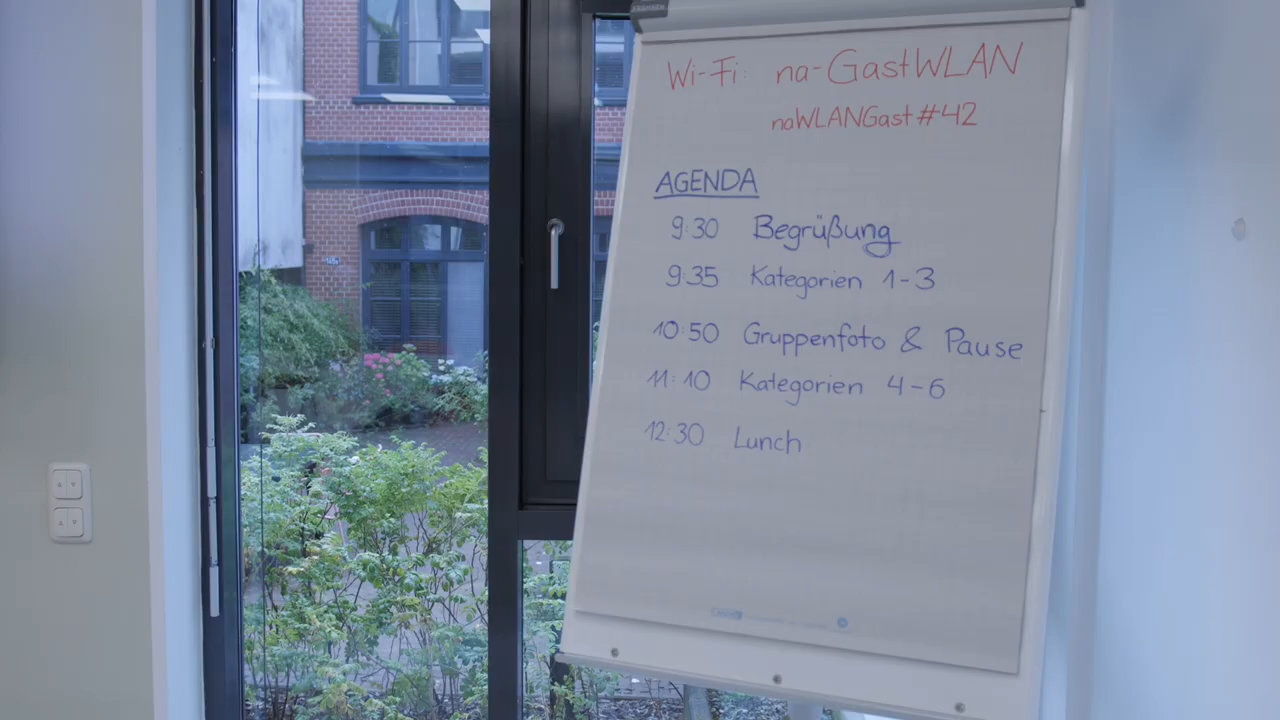 Wi-Fi: na-GastWLAN
naWLANGast#42
AGENDA
9:30 Begrüßung
9:35 Kategorien 1-3
10:50 Gruppenfoto & Pause
11:10 Kategorien 4-6
12:30 Lunch